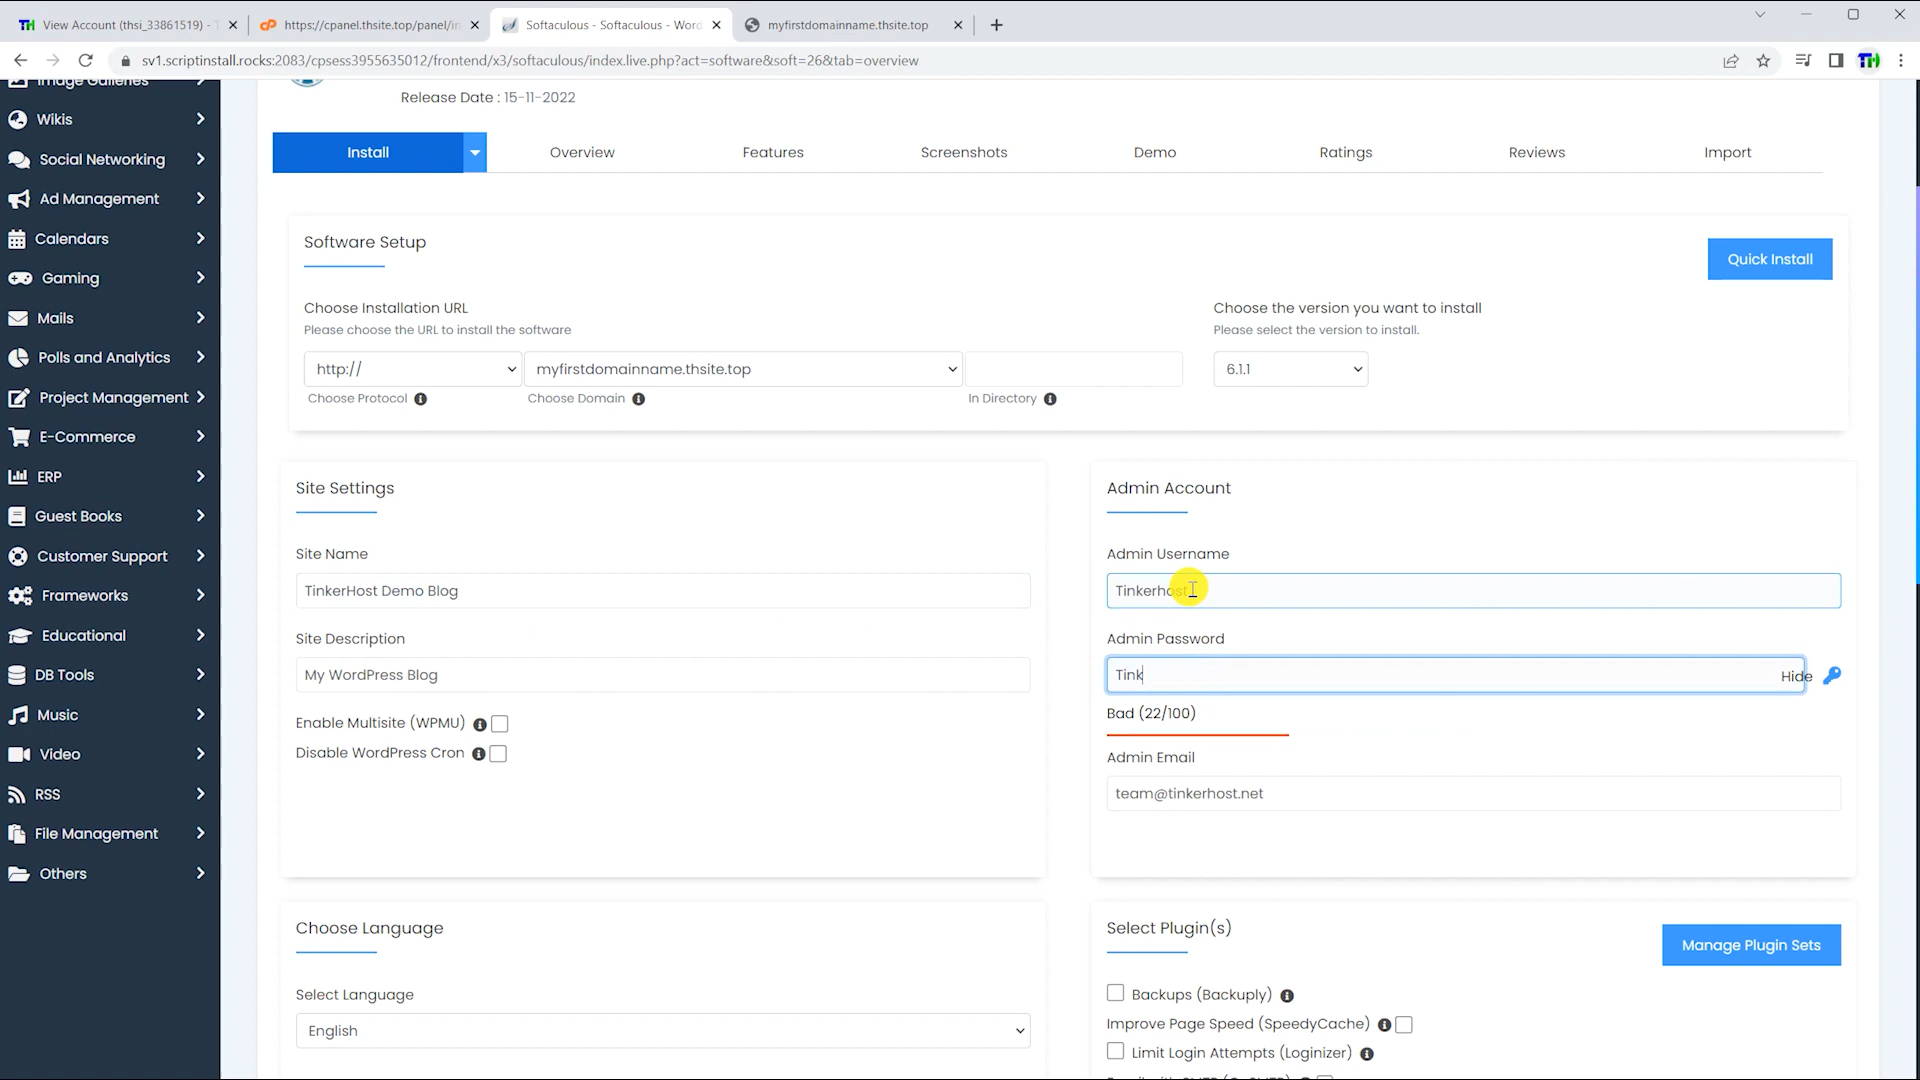 View Account (thsi_33861519) - T
https://cpanel.thsite.top/panel/in
Softaculous - Softaculous - Word
myfirstdomainname.thsite.top
sv1.scriptinstall.rocks:2083/cpsess3955635012/frontend/x3/softaculous/index.live.php?act=software&soft=26&tab=overview
Image Galleries
Wikis
Social Networking
Ad Management
Calendars
Gaming
Mails
Polls and Analytics
Project Management
E-Commerce
ERP
Guest Books
Customer Support
Frameworks
Educational
DB Tools
Music
Video
RSS
File Management
Others
Release Date : 15-11-2022
Install
Overview
Features
Screenshots
Demo
Ratings
Reviews
Import
Software Setup
Quick Install
Choose Installation URL
Please choose the URL to install the software
http://
myfirstdomainname.thsite.top
Choose Protocol
Choose Domain
In Directory
Choose the version you want to install
Please select the version to install.
6.1.1
Site Settings
Site Name
TinkerHost Demo Blog
Site Description
My WordPress Blog
Enable Multisite (WPMU)
Disable WordPress Cron
Admin Account
Admin Username
Tinkerhost
Admin Password
Tink
Hide
Bad (22/100)
Admin Email
team@tinkerhost.net
Choose Language
Select Language
English
Select Plugin(s)
Manage Plugin Sets
Backups (Backuply)
Improve Page Speed (SpeedyCache)
Limit Login Attempts (Loginizer)